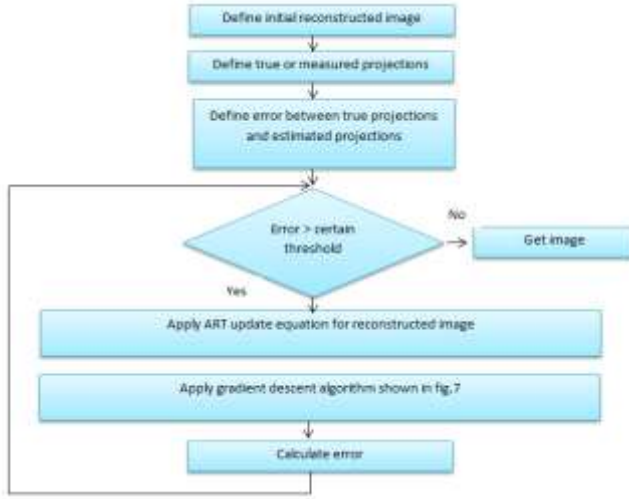 Define initial reconstructed image
Define true or measured projections
Define error between true projections
and estimated projections
Error > certain
threshold
No
Get image
Yes
Apply ART update equation for reconstructed image
Apply gradient descent algorithm shown in fig.7
Calculate error